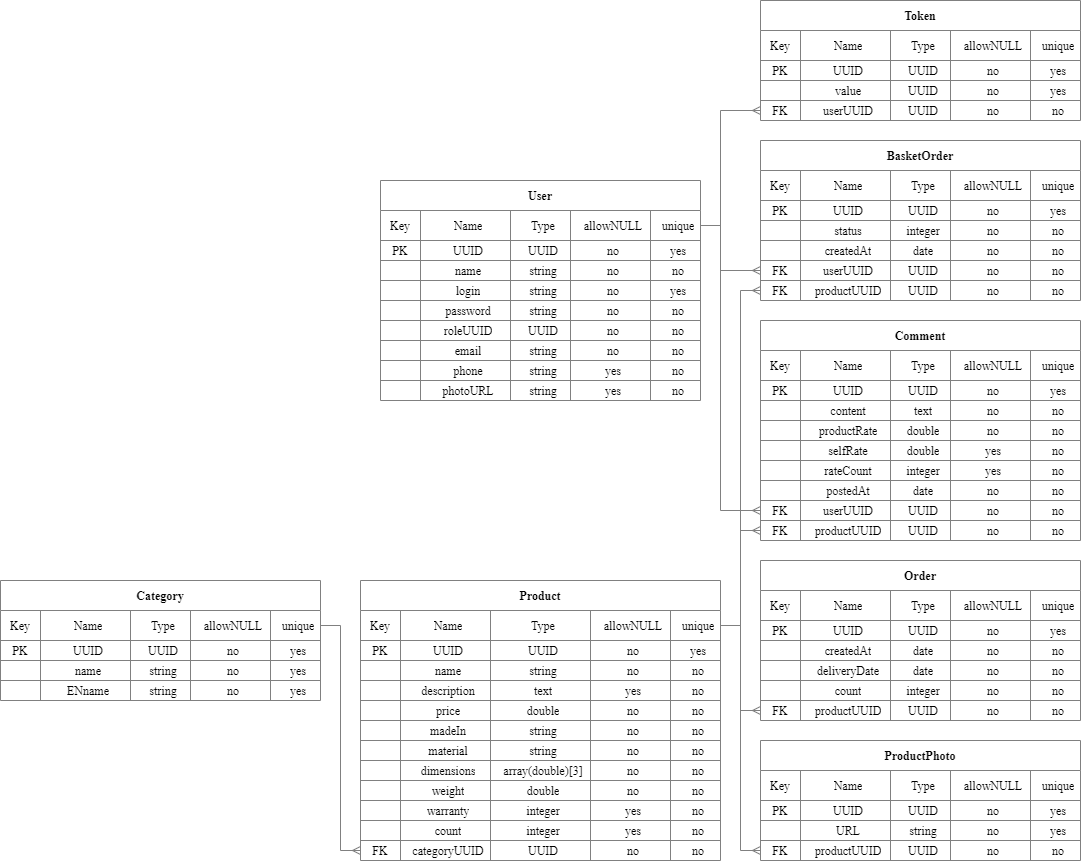 Token
Key Name Type allowNULL unique
PK UUID UUID no yes
value UUID no yes
FK userUUID UUID no no
BasketOrder
Key Name Type allowNULL unique
PK UUID UUID no yes
status integer no no
createdAt date no no
FK userUUID UUID no no
FK productUUID UUID no no
User
Key Name Type allowNULL unique
PK UUID UUID no yes
name string no no
login string no yes
password string no no
roleUUID UUID no no
email string no no
phone string yes no
photoURL string yes no
Comment
Key Name Type allowNULL unique
PK UUID UUID no yes
content text no no
productRate double no no
selfRate double yes no
rateCount integer yes no
postedAt date no no
FK userUUID UUID no no
FK productUUID UUID no no
Category
Key Name Type allowNULL unique
PK UUID UUID no yes
name string no yes
ENname string no yes
Product
Key Name Type allowNULL unique
PK UUID UUID no yes
name string no no
description text yes no
price double no no
madeIn string no no
material string no no
dimensions array(double)[3] no no
weight double no no
warranty integer yes no
count integer yes no
FK categoryUUID UUID no no
Order
Key Name Type allowNULL unique
PK UUID UUID no yes
createdAt date no no
deliveryDate date no no
count integer no no
FK productUUID UUID no no
ProductPhoto
Key Name Type allowNULL unique
PK UUID UUID no yes
URL string no yes
FK productUUID UUID no no